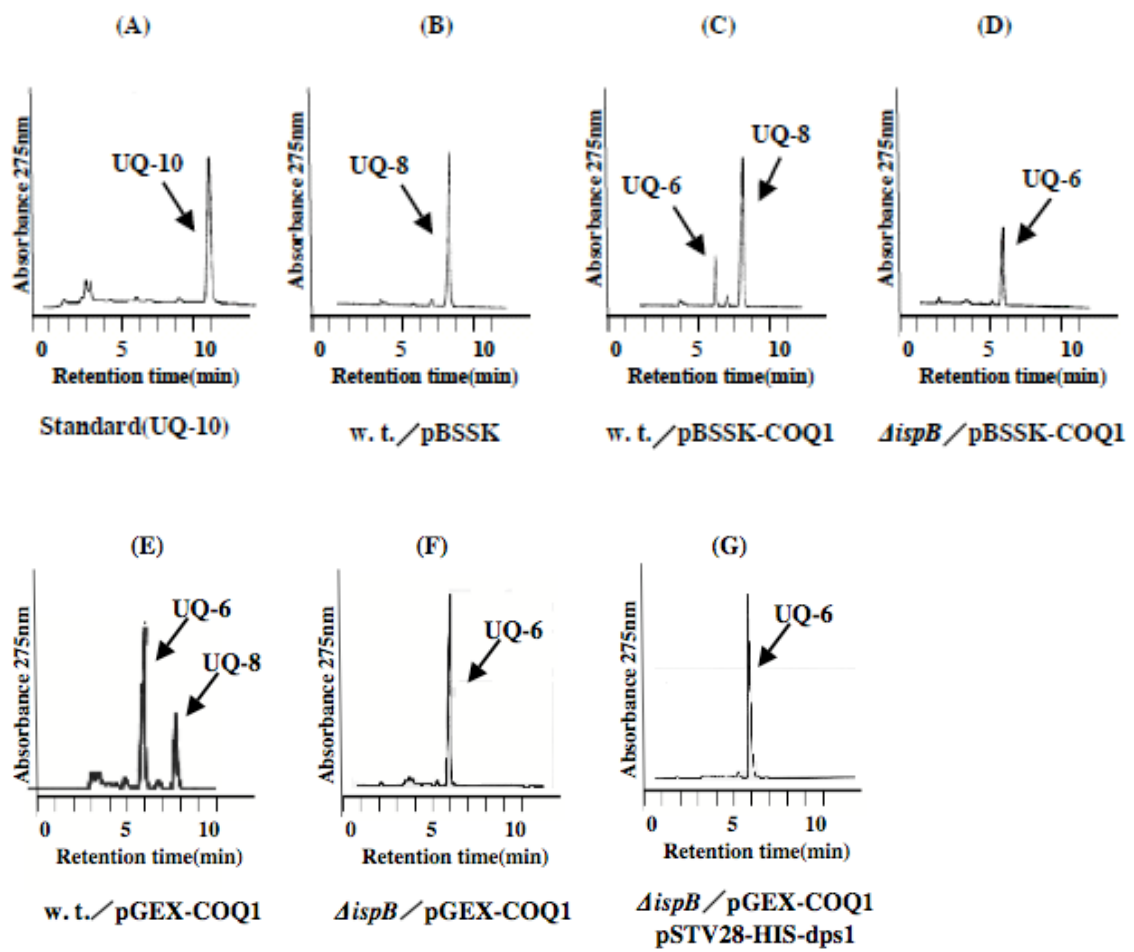 (A)
(B)
(C)
(D)
Absorbance 275nm
UQ-10
0 5 10
Retention time(min)
Standard(UQ-10)
Absorbance 275nm
UQ-8
0 5 10
Retention time(min)
w. t./pBSSK
Absorbance 275nm
UQ-6
UQ-8
0 5 10
Retention time(min)
w. t./pBSSK-COQ1
Absorbance 275nm
UQ-6
0 5 10
Retention time(min)
ΔispB/pBSSK-COQ1
(E)
(F)
(G)
Absorbance 275nm
UQ-6
UQ-8
0 5 10
Retention time(min)
w. t./pGEX-COQ1
Absorbance 275nm
UQ-6
0 5 10
Retention time(min)
ΔispB/pGEX-COQ1
Absorbance 275nm
UQ-6
0 5 10
Retention time(min)
ΔispB/pGEX-COQ1
pSTV28-HIS-dps1